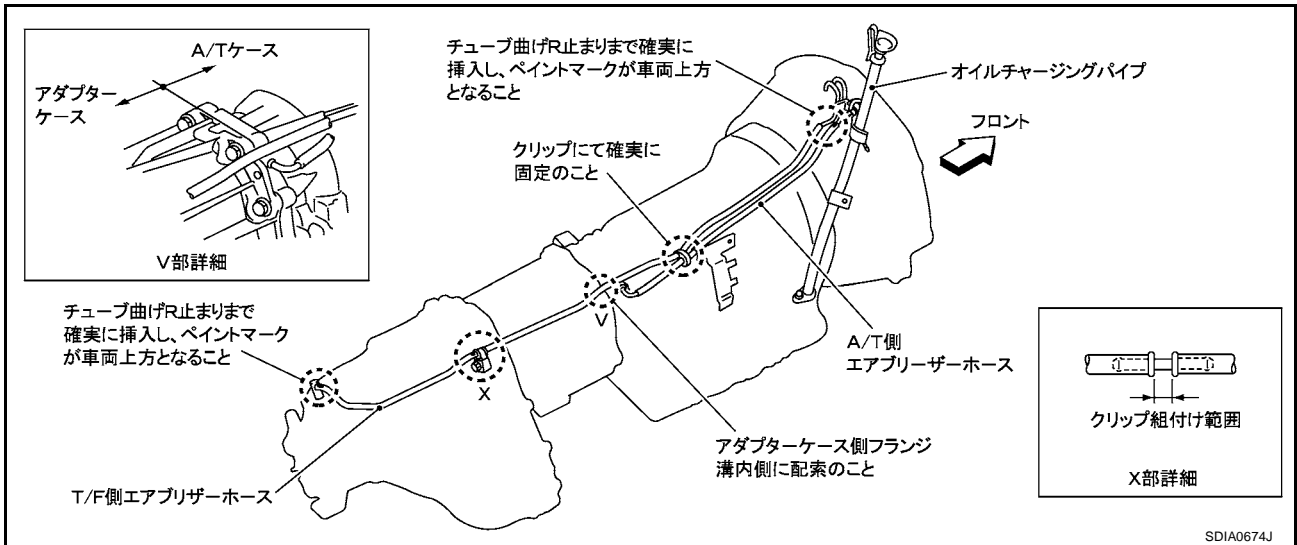 A/Tケース
アダプター
ケース
V部詳細
チューブ曲げR止まりまで確実に
挿入し、ペイントマークが車両上方
となること
オイルチャージングパイプ
フロント
クリップにて確実に
固定のこと
チューブ曲げR止まりまで
確実に挿入し、ペイントマーク
が車両上方となること
V
X
A/T側
エアブリーザーホース
アダプターケース側フランジ
溝内側に配索のこと
T/F側エアブリザーホース
クリップ組付け範囲
X部詳細
SDIA0674J